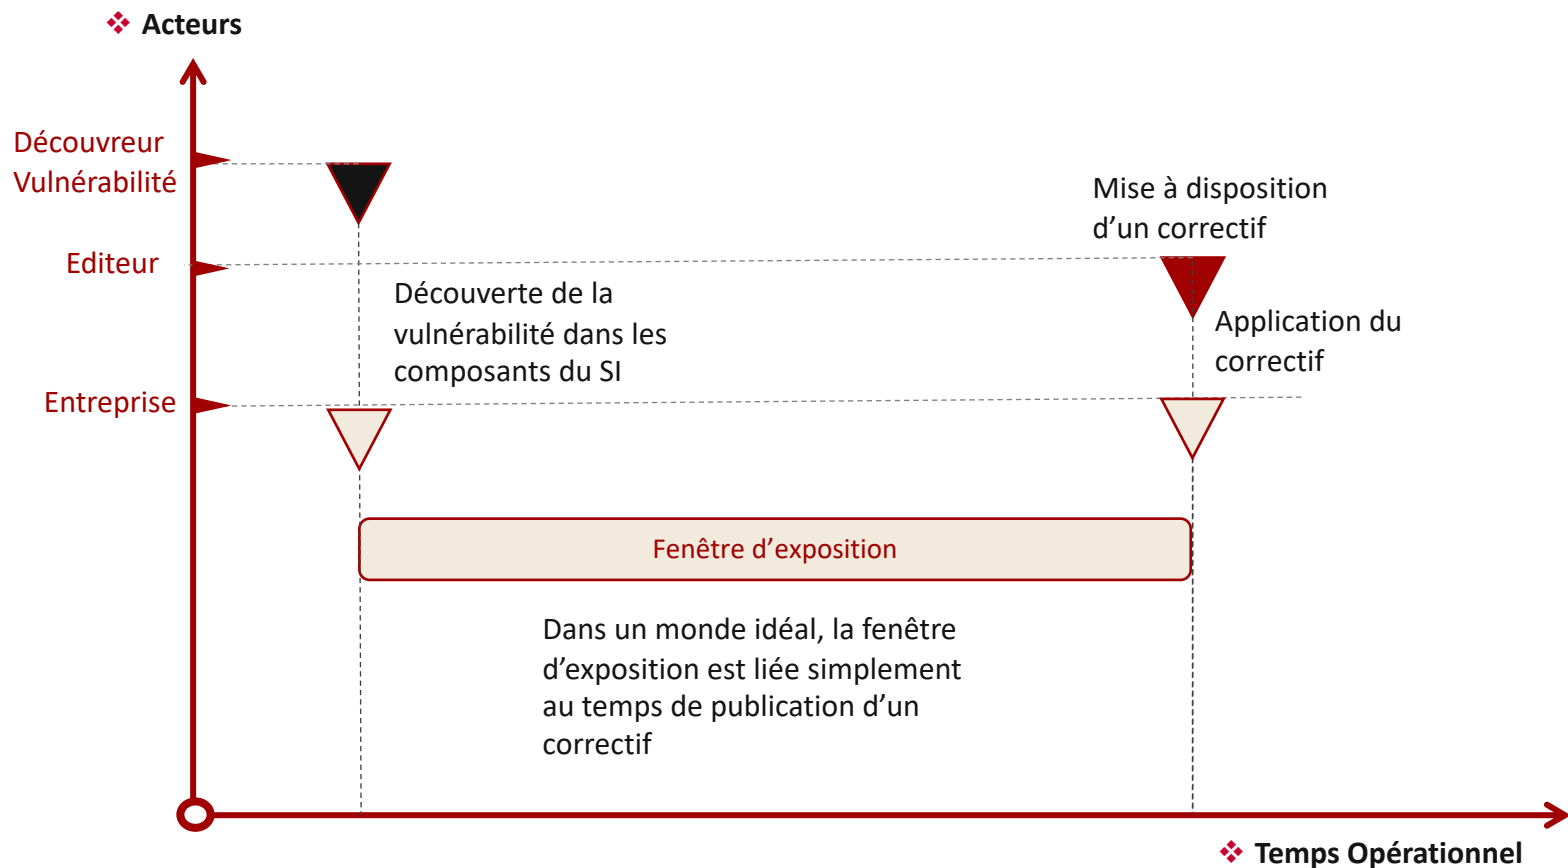 Acteurs
Découvreur
Vulnérabilité
Mise à disposition
d’un correctif
Editeur
Découverte de la
vulnérabilité dans les
composants du SI
Application du
correctif
Entreprise
Fenêtre d’exposition
Dans un monde idéal, la fenêtre
d’exposition est liée simplement
au temps de publication d’un
correctif
Temps Opérationnel